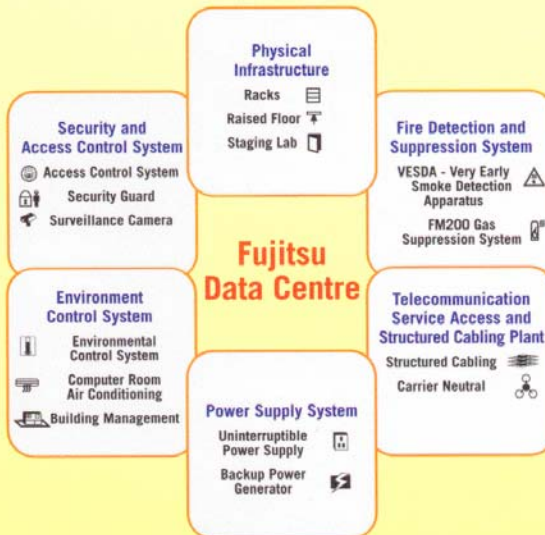 Physical
Infrastructure
Racks
Raised Floor
Staging Lab
Security and
Access Control System
Access Control System
Security Guard
Surveillance Camera
Fire Detection and
Suppression System
VESDA - Very Early
Smoke Detection
Apparatus
FM200 Gas
Suppression System
Fujitsu
Data Centre
Environment
Control System
Environmental
Control System
Computer Room
Air Conditioning
Building Management
Telecommunication
Service Access and
Structured Cabling Plant
Structured Cabling
Carrier Neutral
Power Supply System
Uninterruptible
Power Supply
Backup Power
Generator